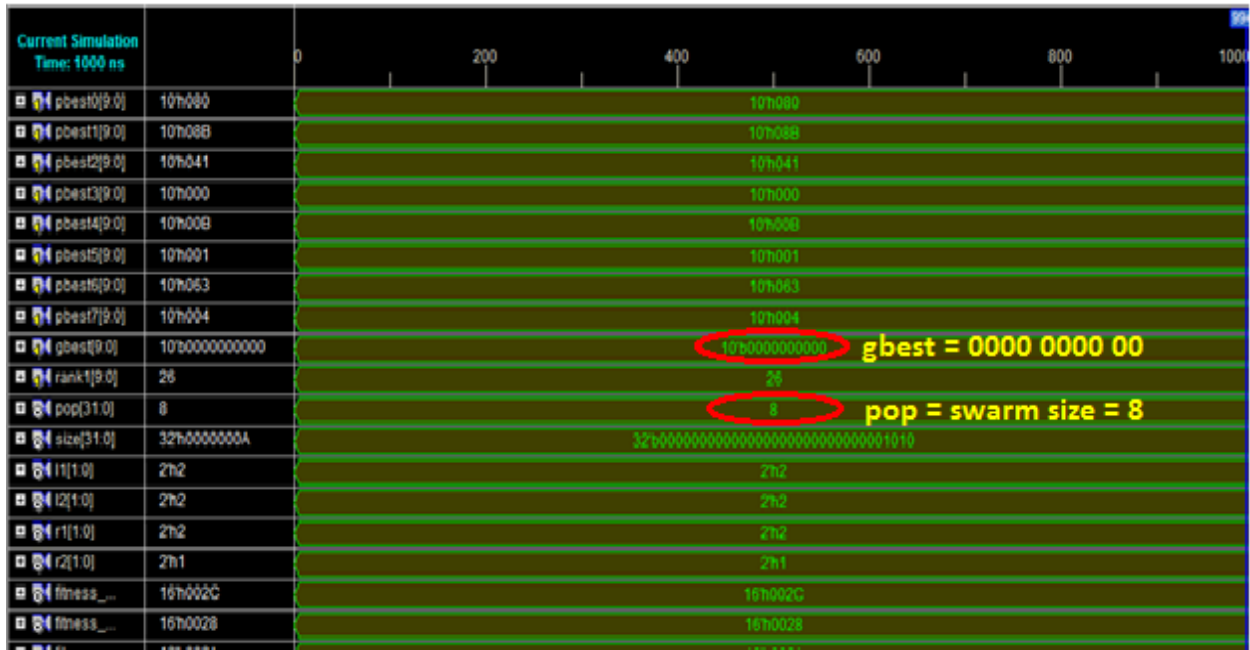 994
Current Simulation
Time: 1000 ns
0 200 400 600 800 1000
pbest0[9:0] 10'h080 10'h080
pbest1[9:0] 10'h08B 10'h08B
pbest2[9:0] 10'h041 10'h041
pbest3[9:0] 10'h000 10'h000
pbest4[9:0] 10'h00B 10'h00B
pbest5[9:0] 10'h001 10'h001
pbest6[9:0] 10'h063 10'h063
pbest7[9:0] 10'h004 10'h004
gbest[9:0] 10'b0000000000 10'b0000000000 gbest = 0000 0000 00
rank1[9:0] 26 26
pop[31:0] 8 8 pop = swarm size = 8
size[31:0] 32'h0000000A 32'b00000000000000000000000000001010
l1[1:0] 2'h2 2'h2
l2[1:0] 2'h2 2'h2
r1[1:0] 2'h2 2'h2
r2[1:0] 2'h1 2'h1
fitness_... 16'h002C 16'h002C
fitness_... 16'h0028 16'h0028